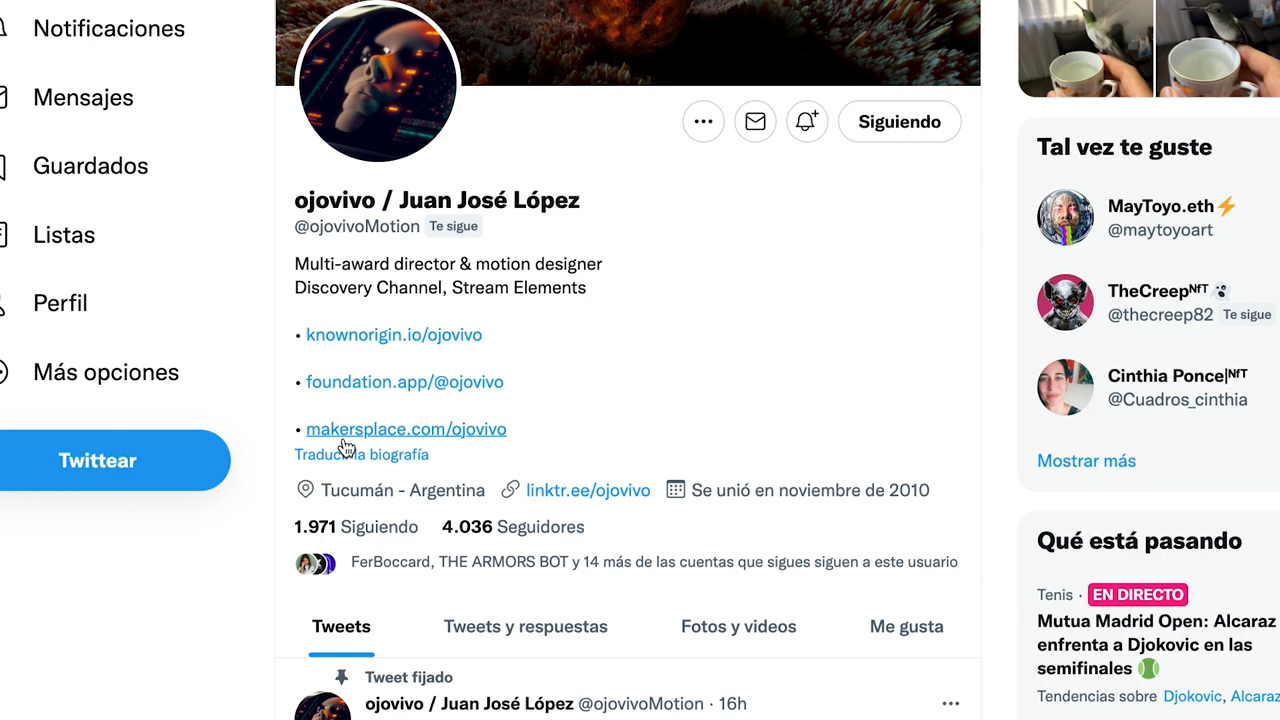 Notificaciones
Mensajes
Guardados
Listas
Perfil
Más opciones
Twittear
Siguiendo
ojovivo / Juan José López
@ojovivoMotion Te sigue
Multi-award director & motion designer
Discovery Channel, Stream Elements
• knownorigin.io/ojovivo
• foundation.app/@ojovivo
• makersplace.com/ojovivo
Traducir la biografía
Tucumán - Argentina linktr.ee/ojovivo Se unió en noviembre de 2010
1.971 Siguiendo 4.036 Seguidores
FerBoccard, THE ARMORS BOT y 14 más de las cuentas que sigues siguen a este usuario
Tweets Tweets y respuestas Fotos y videos Me gusta
Tweet fijado
ojovivo / Juan José López @ojovivoMotion · 16h
Tal vez te guste
MayToyo.eth⚡
@maytoyoart
TheCreepᴺᶠᵀ
@thecreep82 Te sigue
Cinthia Ponce|ᴺᶠᵀ
@Cuadros_cinthia
Mostrar más
Qué está pasando
Tenis · EN DIRECTO
Mutua Madrid Open: Alcaraz
enfrenta a Djokovic en las
semifinales 🎾
Tendencias sobre Djokovic, Alcaraz